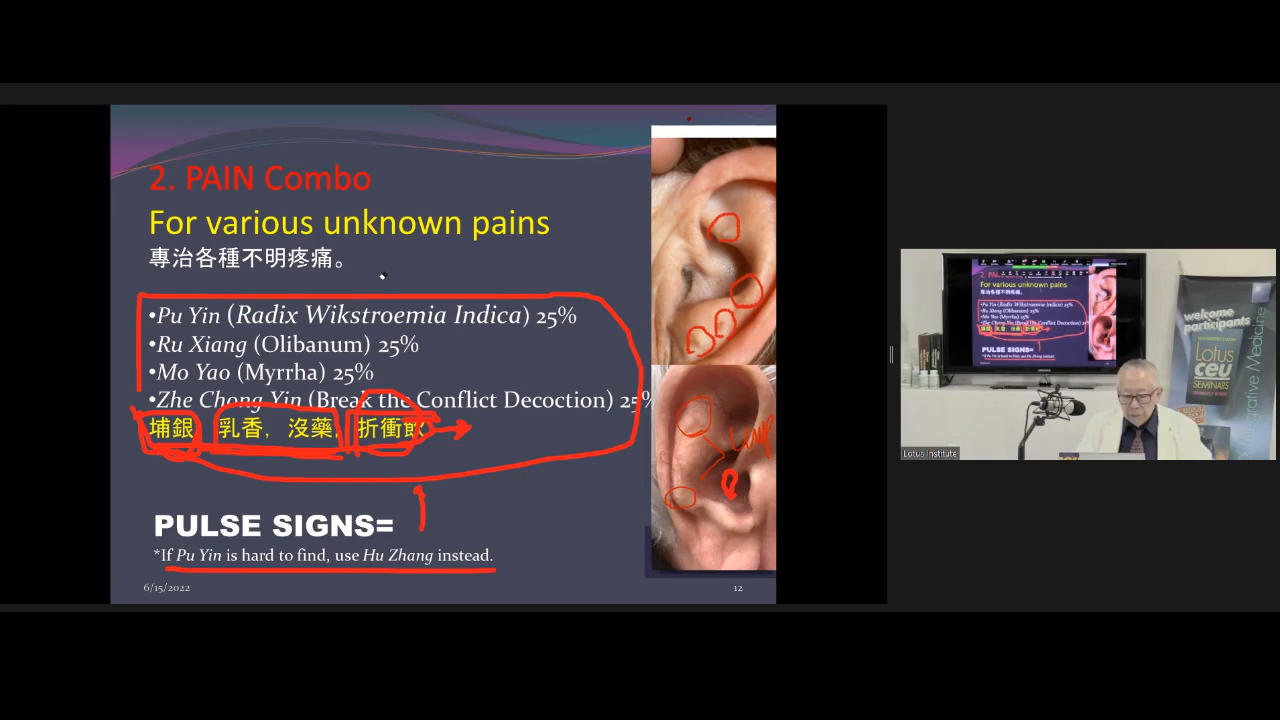 2. PAIN Combo
For various unknown pains
專治各種不明疼痛。
•Pu Yin (Radix Wikstroemia Indica) 25%
•Ru Xiang (Olibanum) 25%
•Mo Yao (Myrrha) 25%
•Zhe Chong Yin (Break the Conflict Decoction) 25%
埔銀 乳香, 沒藥, 折衝飲
PULSE SIGNS=
*If Pu Yin is hard to find, use Hu Zhang instead.
6/15/2022
12
welcome
participants
Lotus
ceu
SEMINARS
Integrative Medicine
Lotus Institute